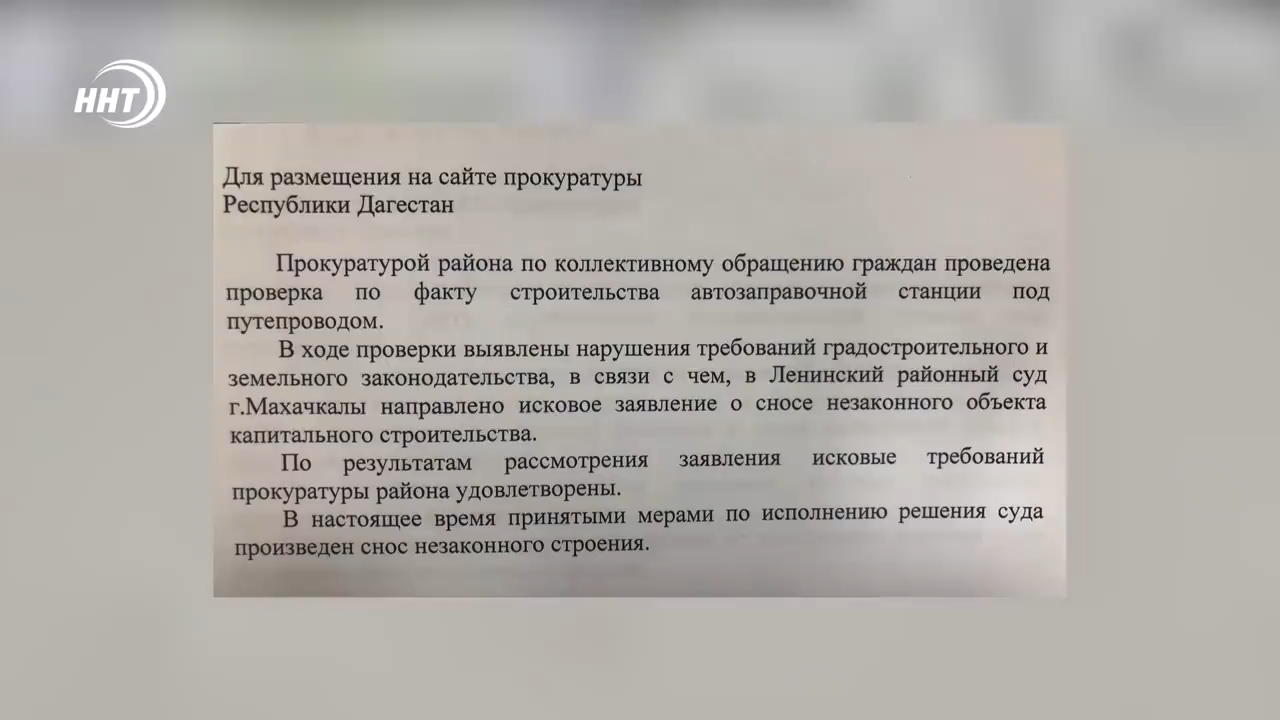 ННТ
Для размещения на сайте прокуратуры
Республики Дагестан
Прокуратурой района по коллективному обращению граждан проведена
проверка по факту строительства автозаправочной станции под
путепроводом.
В ходе проверки выявлены нарушения требований градостроительного и
земельного законодательства, в связи с чем, в Ленинский районный суд
г.Махачкалы направлено исковое заявление о сносе незаконного объекта
капитального строительства.
По результатам рассмотрения заявления исковые требований
прокуратуры района удовлетворены.
В настоящее время принятыми мерами по исполнению решения суда
произведен снос незаконного строения.